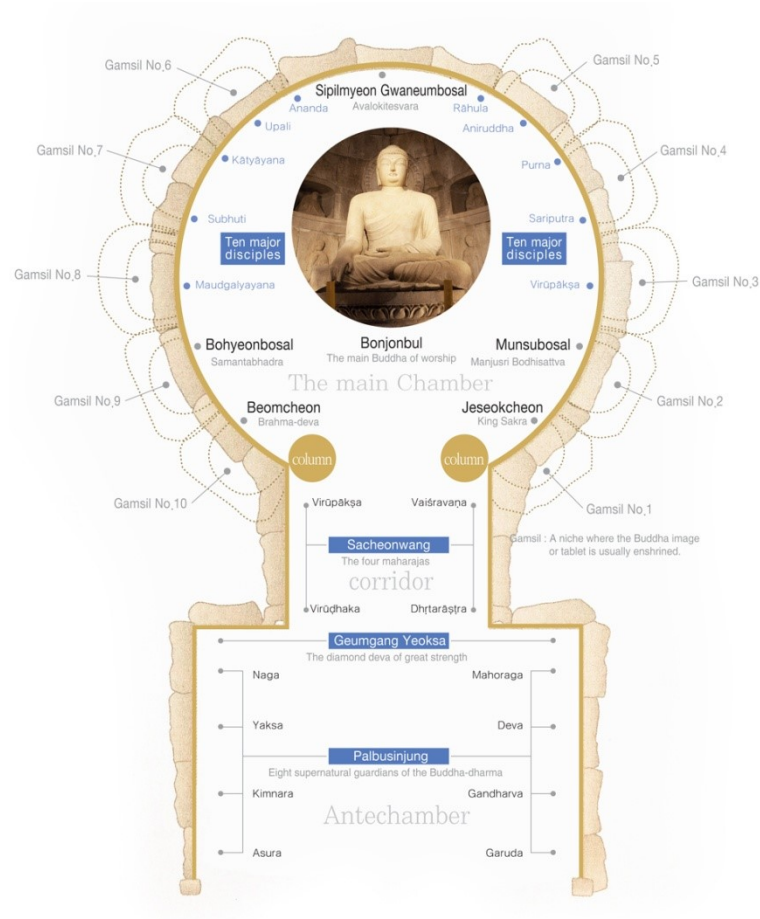 Gamsil No,6
Gamsil No,5
Sipilmyeon Gwaneumbosal
Avalokitesvara
Ananda
Rāhula
Upali
Aniruddha
Gamsil No,7
Gamsil No,4
Kātyāyana
Purna
Subhuti
Sariputra
Ten major
disciples
Ten major
disciples
Gamsil No,8
Gamsil No,3
Maudgalyayana
Virūpākṣa
Bohyeonbosal
Samantabhadra
Bonjonbul
The main Buddha of worship
Munsubosal
Manjusri Bodhisattva
The main Chamber
Gamsil No,9
Gamsil No,2
Beomcheon
Brahma-deva
Jeseokcheon
King Sakra
column
column
Gamsil No,10
Gamsil No,1
Virūpākṣa
Vaiśravaṇa
Gamsil : A niche where the Buddha image
or tablet is usually enshrined.
Sacheonwang
The four maharajas
corridor
Virūḍhaka
Dhṛtarāṣṭra
Geumgang Yeoksa
The diamond deva of great strength
Naga
Mahoraga
Yaksa
Deva
Palbusinjung
Eight supernatural guardians of the Buddha-dharma
Kimnara
Gandharva
Antechamber
Asura
Garuda